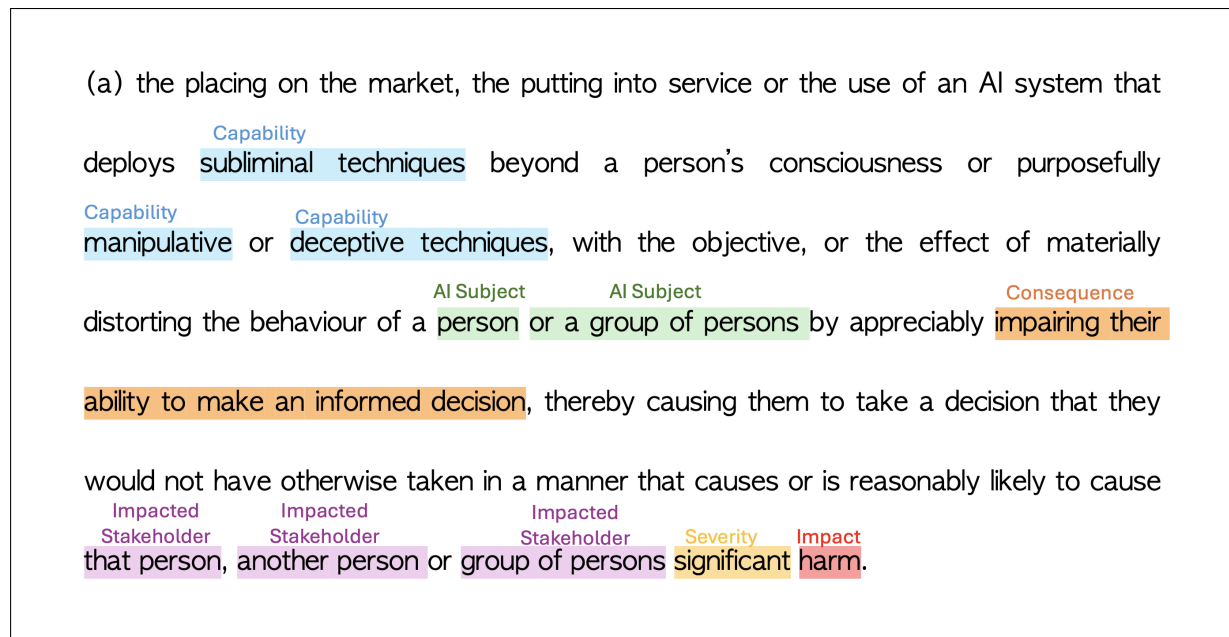 (a) the placing on the market, the putting into service or the use of an AI system that
Capability
deploys subliminal techniques beyond a person's consciousness or purposefully
Capability Capability
manipulative or deceptive techniques, with the objective, or the effect of materially
AI Subject AI Subject Consequence
distorting the behaviour of a person or a group of persons by appreciably impairing their
ability to make an informed decision, thereby causing them to take a decision that they
would not have otherwise taken in a manner that causes or is reasonably likely to cause
Impacted Impacted Impacted
Stakeholder Stakeholder Stakeholder Severity Impact
that person, another person or group of persons significant harm.